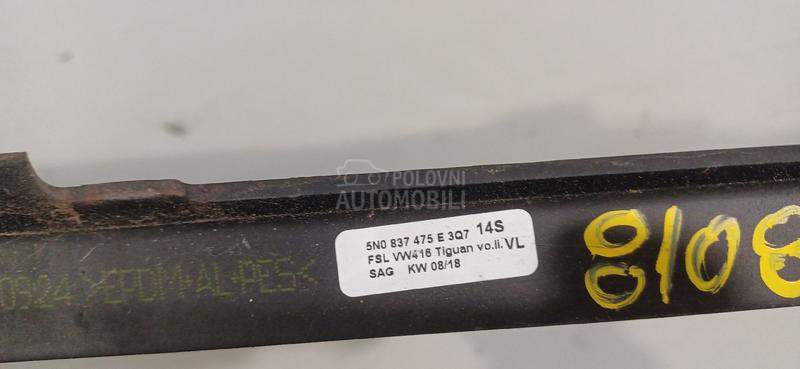 POLOVNI
AUTOMOBILI
5N0 837 475 E 3Q7 14S
FSL VW416 Tiguan vo.li. VL
SAG KW 08/18
8108